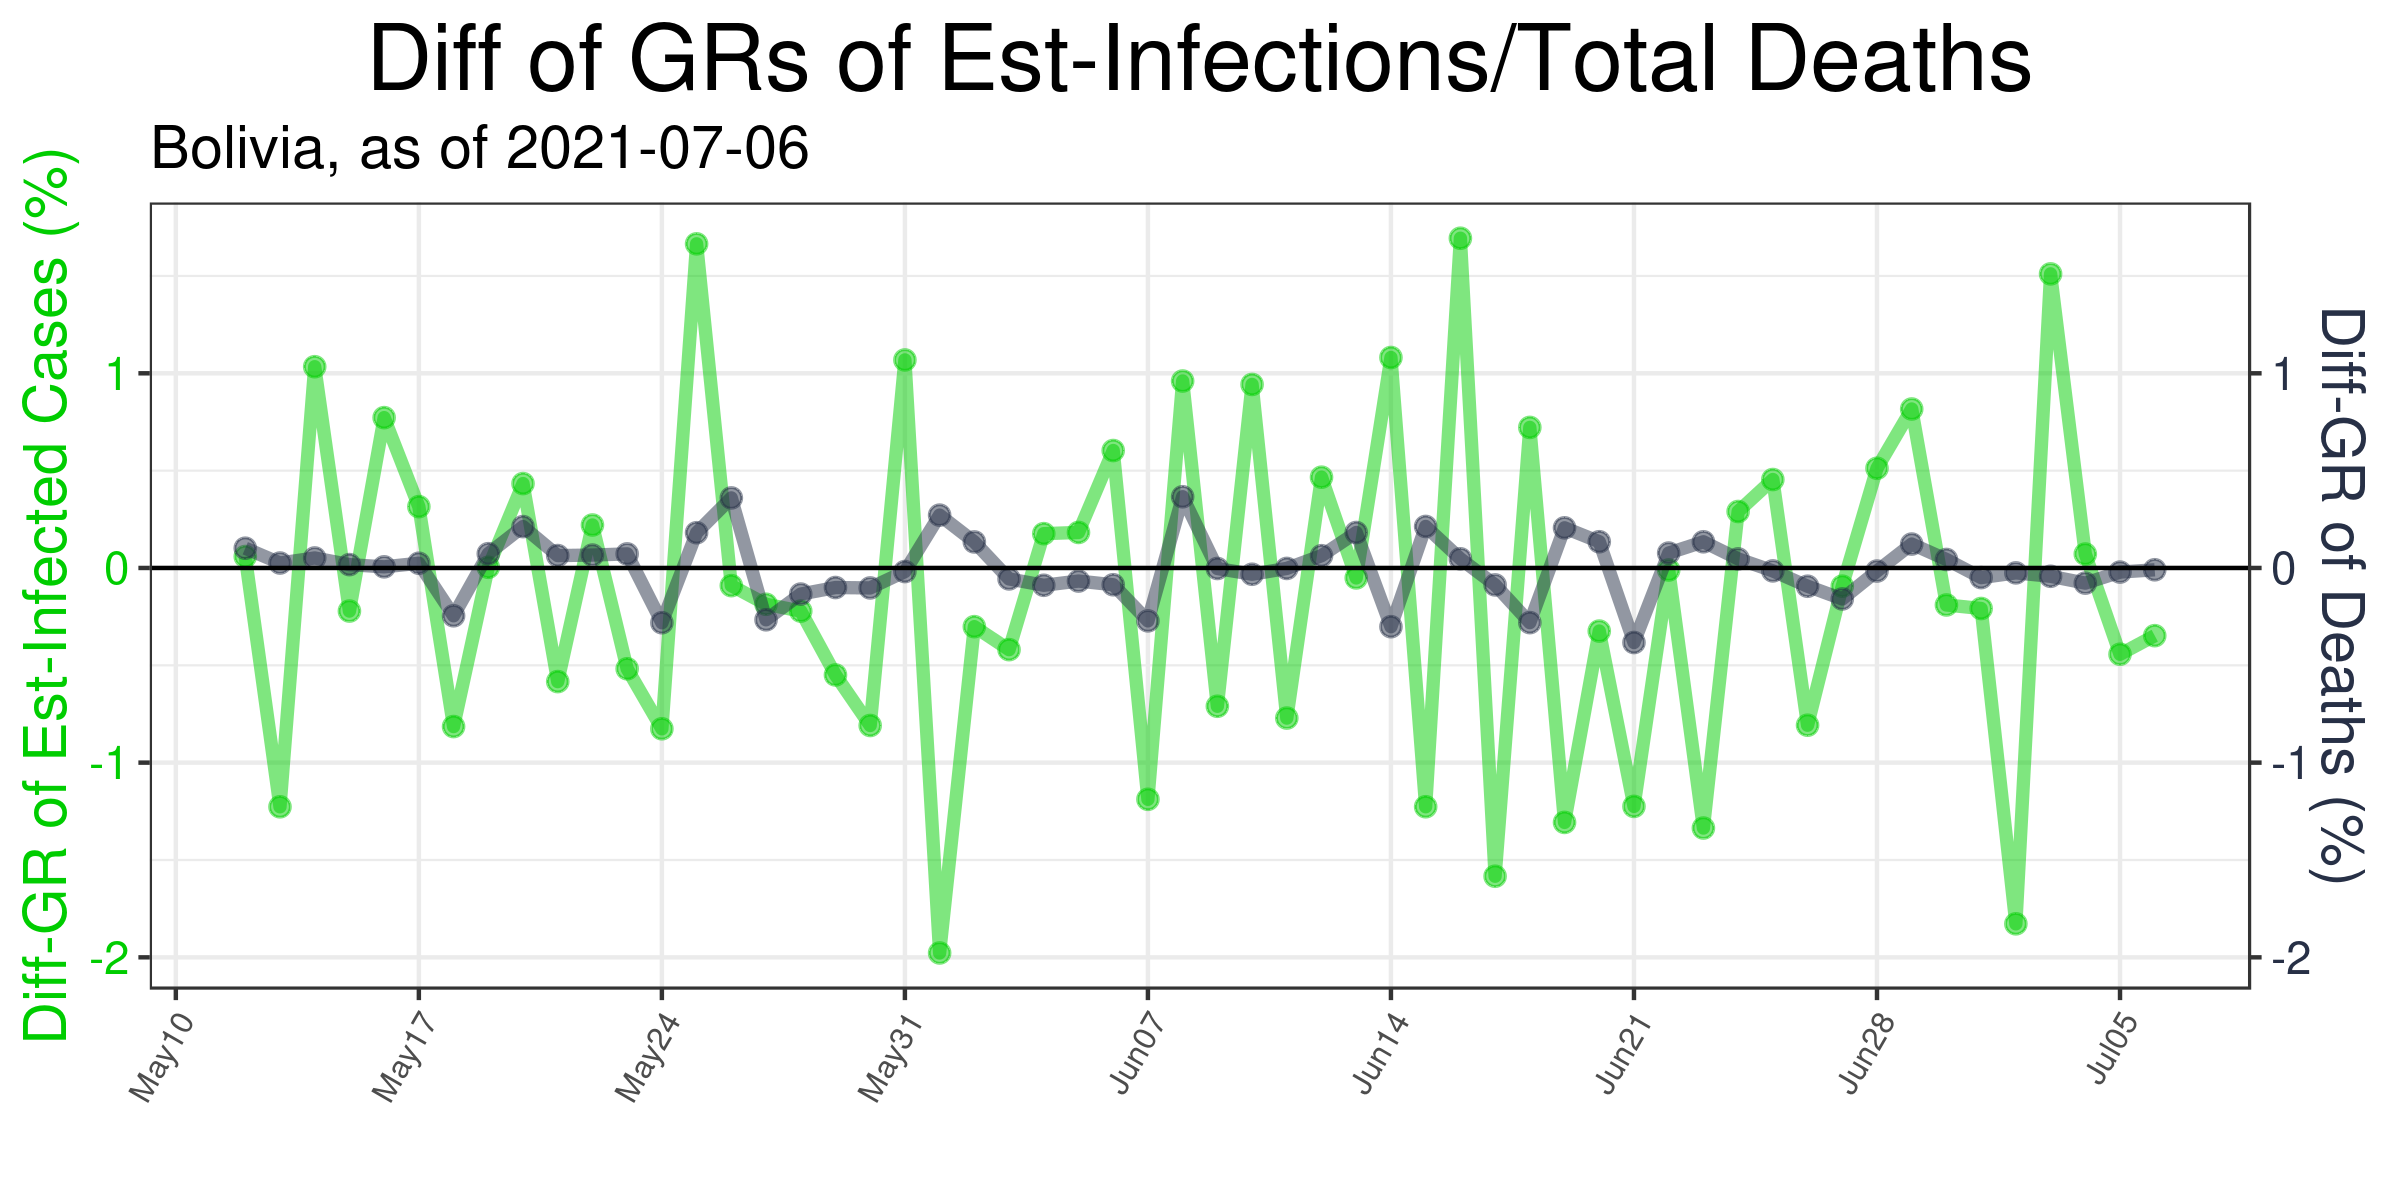 Diff of GRs of Est-Infections/Total Deaths
Bolivia, as of 2021-07-06
Diff-GR of Est-Infected Cases (%)
1
0
-1
-2
1
0
-1
-2
Diff-GR of Deaths (%)
May10
May17
May24
May31
Jun07
Jun14
Jun21
Jun28
Jul05